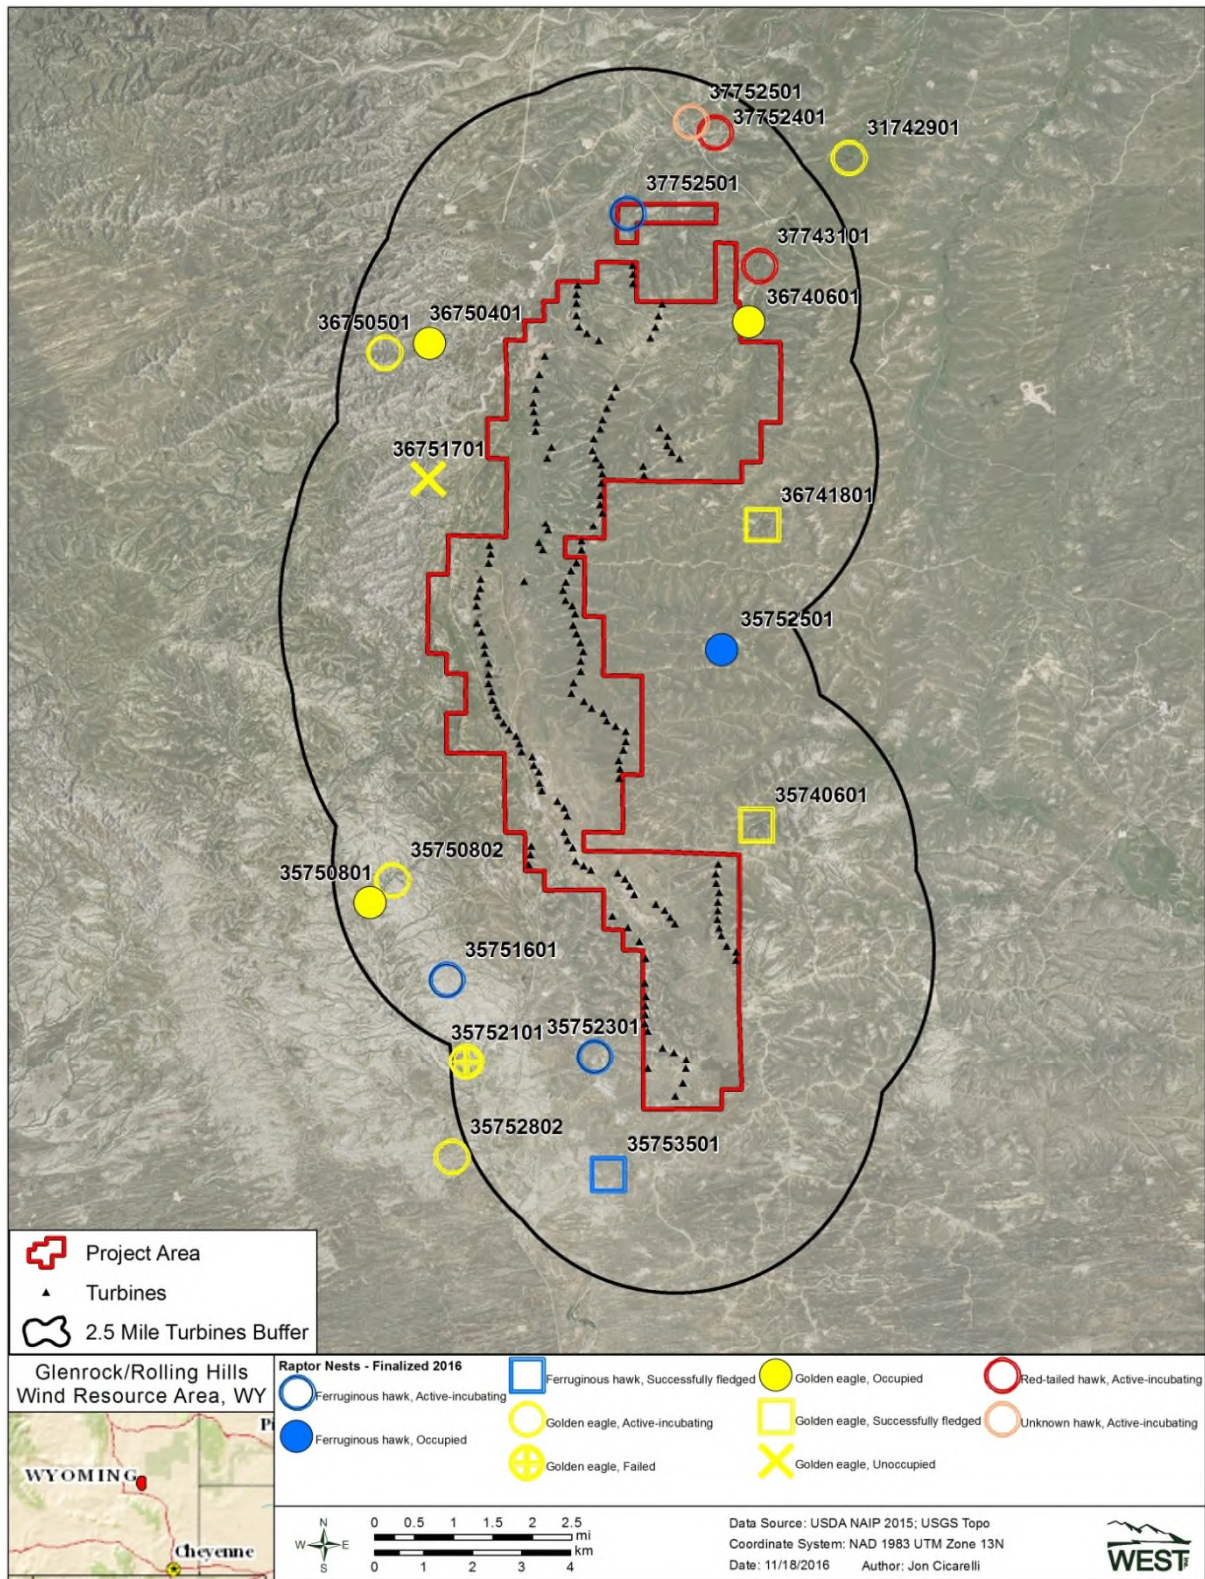 37752501
37752401
31742901
37752501
37743101
36740601
36750401
36750501
36751701
36741801
35752501
35740601
35750802
35750801
35751601
35752101
35752301
35752802
35753501
Project Area
Turbines
2.5 Mile Turbines Buffer
Glenrock/Rolling Hills
Wind Resource Area, WY
WYOMING
Cheyenne
Raptor Nests - Finalized 2016
Ferruginous hawk, Active-incubating
Ferruginous hawk, Occupied
Ferruginous hawk, Successfully fledged
Golden eagle, Active-incubating
Golden eagle, Failed
Golden eagle, Occupied
Golden eagle, Successfully fledged
Golden eagle, Unoccupied
Red-tailed hawk, Active-incubating
Unknown hawk, Active-incubating
N
W E
S
0 0.5 1 1.5 2 2.5
mi
km
0 1 2 3 4
Data Source: USDA NAIP 2015; USGS Topo
Coordinate System: NAD 1983 UTM Zone 13N
Date: 11/18/2016 Author: Jon Cicarelli
WEST